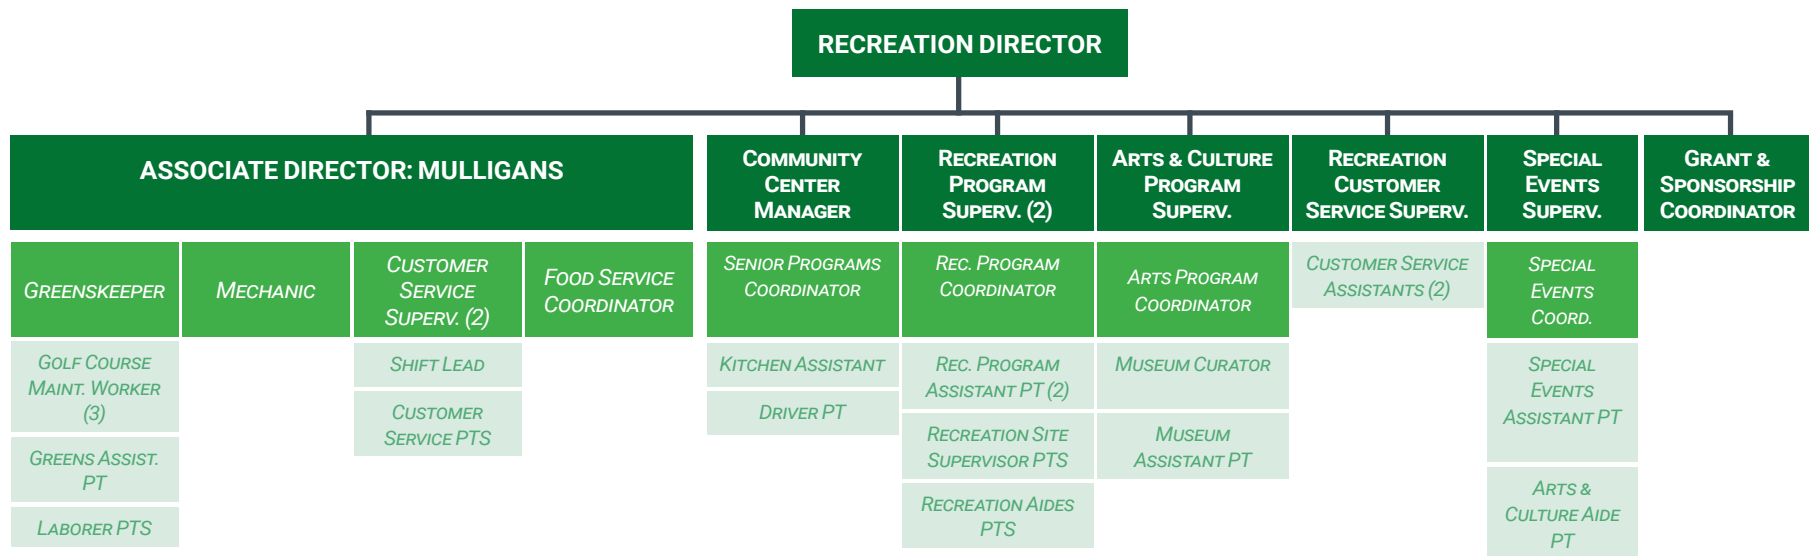 RECREATION DIRECTOR
ASSOCIATE DIRECTOR: MULLIGANS
COMMUNITY
CENTER
MANAGER
RECREATION
PROGRAM
SUPERV. (2)
ARTS & CULTURE
PROGRAM
SUPERV.
RECREATION
CUSTOMER
SERVICE SUPERV.
SPECIAL
EVENTS
SUPERV.
GRANT &
SPONSORSHIP
COORDINATOR
GREENSKEEPER
MECHANIC
CUSTOMER
SERVICE
SUPERV. (2)
FOOD SERVICE
COORDINATOR
SENIOR PROGRAMS
COORDINATOR
REC. PROGRAM
COORDINATOR
ARTS PROGRAM
COORDINATOR
CUSTOMER SERVICE
ASSISTANTS (2)
SPECIAL
EVENTS
COORD.
GOLF COURSE
MAINT. WORKER
(3)
GREENS ASSIST.
PT
LABORER PTS
SHIFT LEAD
CUSTOMER
SERVICE PTS
KITCHEN ASSISTANT
DRIVER PT
REC. PROGRAM
ASSISTANT PT (2)
RECREATION SITE
SUPERVISOR PTS
RECREATION AIDES
PTS
MUSEUM CURATOR
MUSEUM
ASSISTANT PT
SPECIAL
EVENTS
ASSISTANT PT
ARTS &
CULTURE AIDE
PT